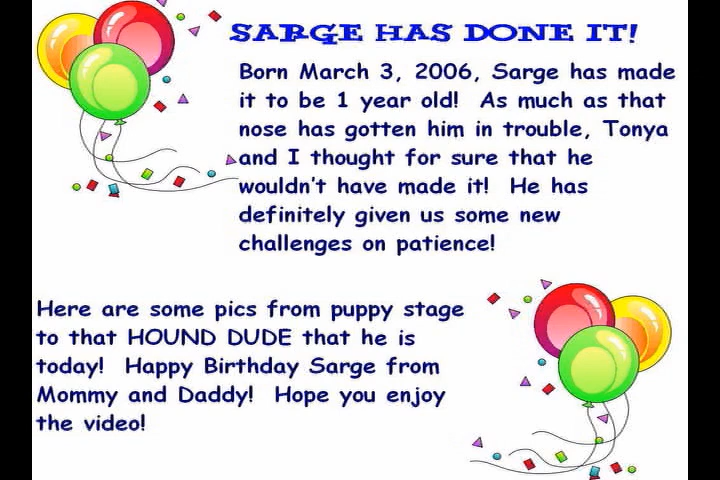 SARGE HAS DONE IT!
Born March 3, 2006, Sarge has made
it to be 1 year old!  As much as that
nose has gotten him in trouble, Tonya
and I thought for sure that he
wouldn't have made it!  He has
definitely given us some new
challenges on patience!
Here are some pics from puppy stage
to that HOUND DUDE that he is
today!  Happy Birthday Sarge from
Mommy and Daddy!  Hope you enjoy
the video!